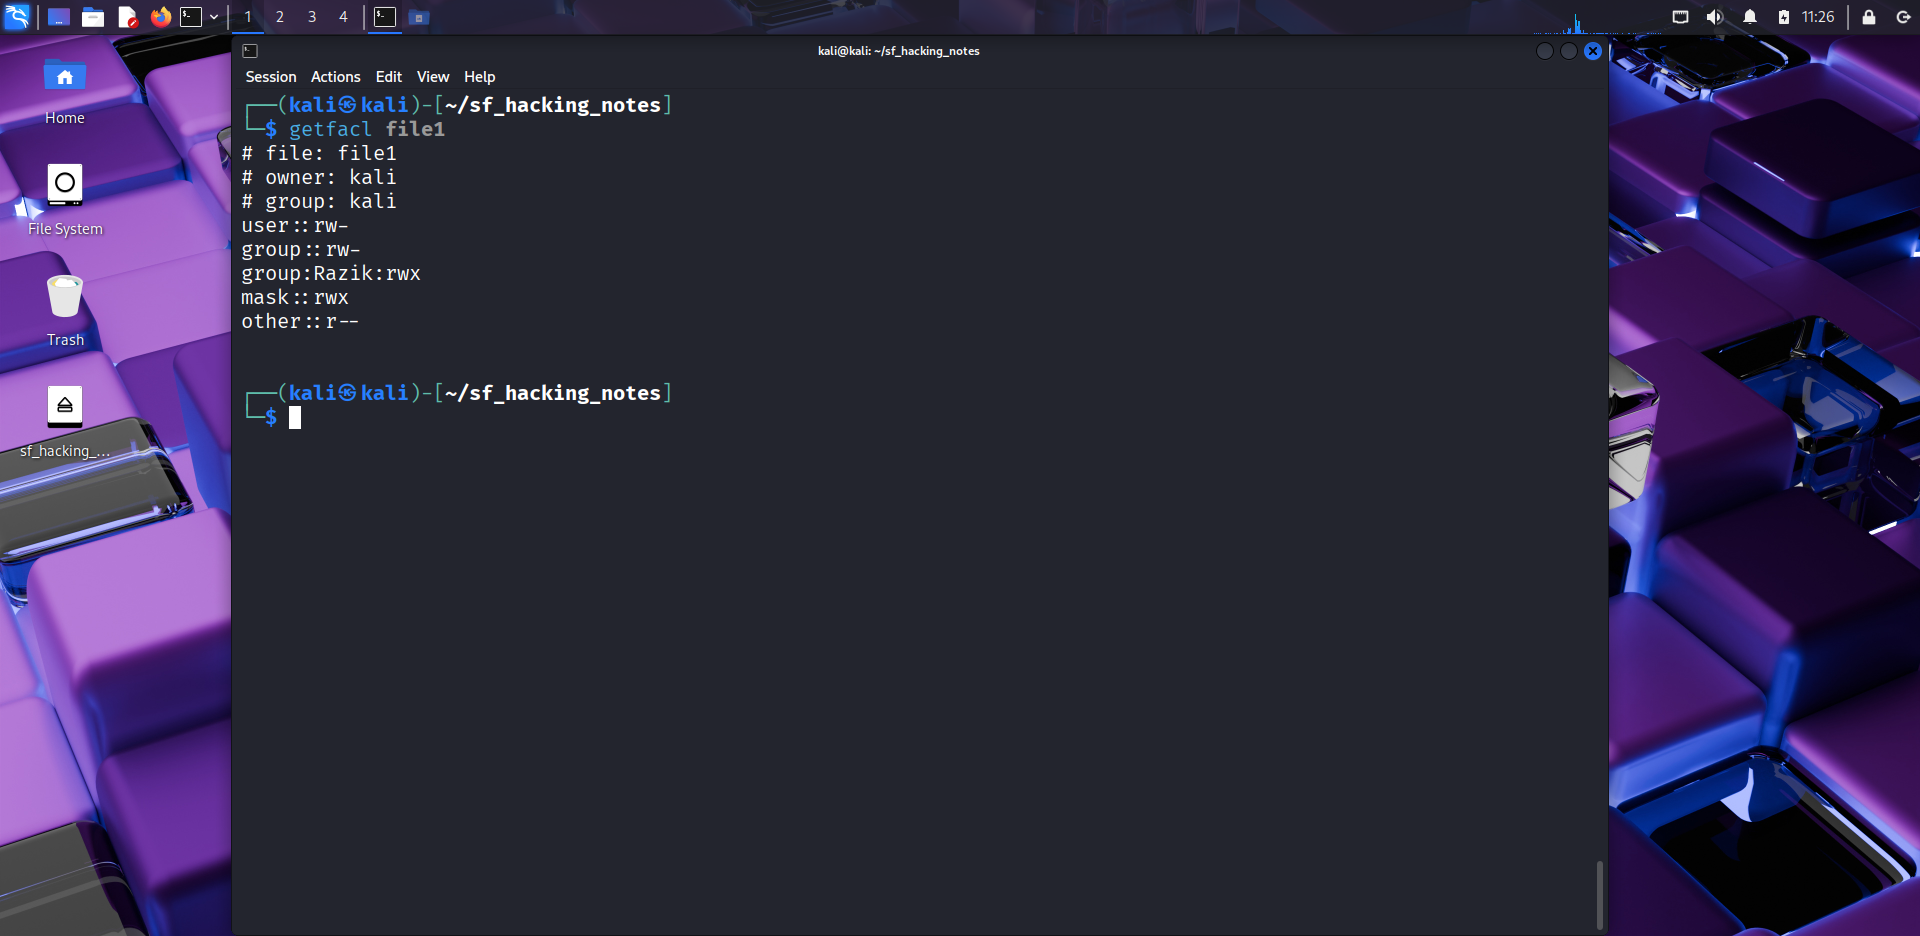 1 2 3 4 11:26
kali@kali: ~/sf_hacking_notes
Session Actions Edit View Help
┌──(kali㉿kali)-[~/sf_hacking_notes]
└─$ getfacl file1
# file: file1
# owner: kali
# group: kali
user::rw-
group::rw-
group:Razik:rwx
mask::rwx
other::r--
┌──(kali㉿kali)-[~/sf_hacking_notes]
└─$
Home
File System
Trash
sf_hacking_...